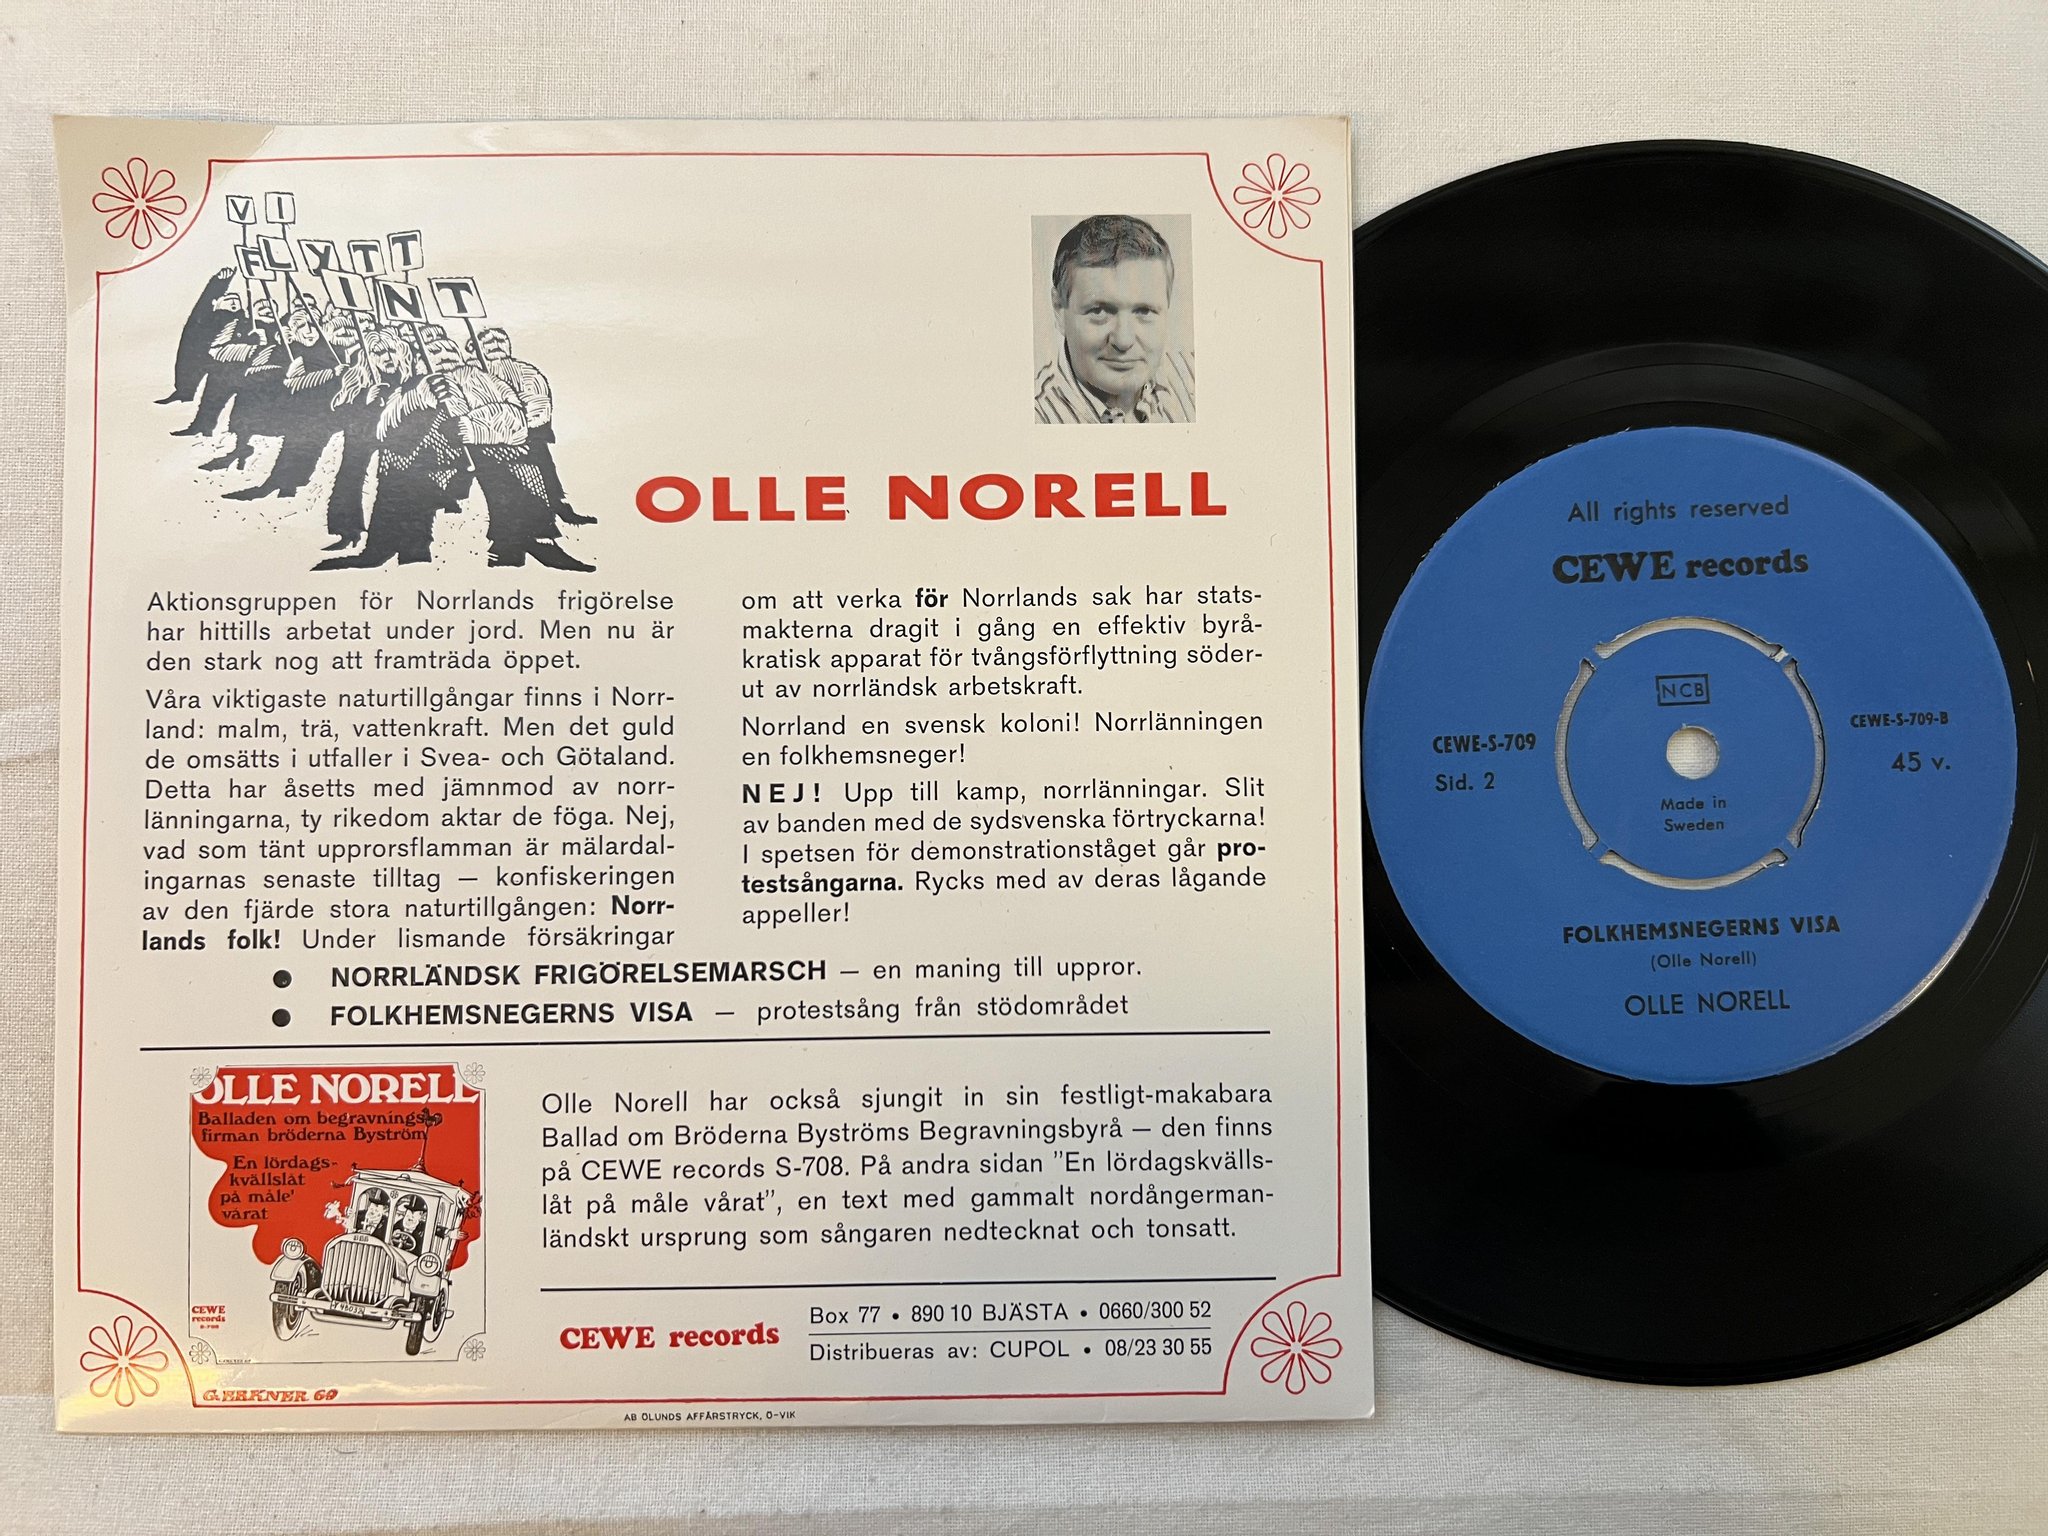 VI
FLYTT
INT
OLLE NORELL
Aktionsgruppen för Norrlands frigörelse
har hittills arbetat under jord. Men nu är
den stark nog att framträda öppet.
Våra viktigaste naturtillgångar finns i Norr-
land: malm, trä, vattenkraft. Men det guld
de omsätts i utfaller i Svea- och Götaland.
Detta har åsetts med jämnmod av norr-
länningarna, ty rikedom aktar de föga. Nej,
vad som tänt upprorsflamman är mälardal-
ingarnas senaste tilltag — konfiskeringen
av den fjärde stora naturtillgången: Norr-
lands folk! Under lismande försäkringar
om att verka för Norrlands sak har stats-
makterna dragit i gång en effektiv byrå-
kratisk apparat för tvångsförflyttning söder-
ut av norrländsk arbetskraft.
Norrland en svensk koloni! Norrlänningen
en folkhemsneger!
NEJ! Upp till kamp, norrlänningar. Slit
av banden med de sydsvenska förtryckarna!
I spetsen för demonstrationståget går pro-
testsångarna. Rycks med av deras lågande
appeller!
● NORRLÄNDSK FRIGÖRELSEMARSCH — en maning till uppror.
● FOLKHEMSNEGERNS VISA — protestsång från stödområdet
OLLE NORELL
Balladen om begravnings-
firman bröderna Byström
En lördags-
kvällslåt
på måle'
vårat
CEWE
records
S-708
G. ERKNER 69
Olle Norell har också sjungit in sin festligt-makabara
Ballad om Bröderna Byströms Begravningsbyrå — den finns
på CEWE records S-708. På andra sidan ”En lördagskvälls-
låt på måle vårat”, en text med gammalt nordångerman-
ländskt ursprung som sångaren nedtecknat och tonsatt.
CEWE records
Box 77 • 890 10 BJÄSTA • 0660/300 52
Distribueras av: CUPOL • 08/23 30 55
AB ÖLUNDS AFFÄRSTRYCK, Ö-VIK
All rights reserved
CEWE records
NCB
CEWE-S-709
Sid. 2
CEWE-S-709-B
45 v.
Made in
Sweden
FOLKHEMSNEGERNS VISA
(Olle Norell)
OLLE NORELL